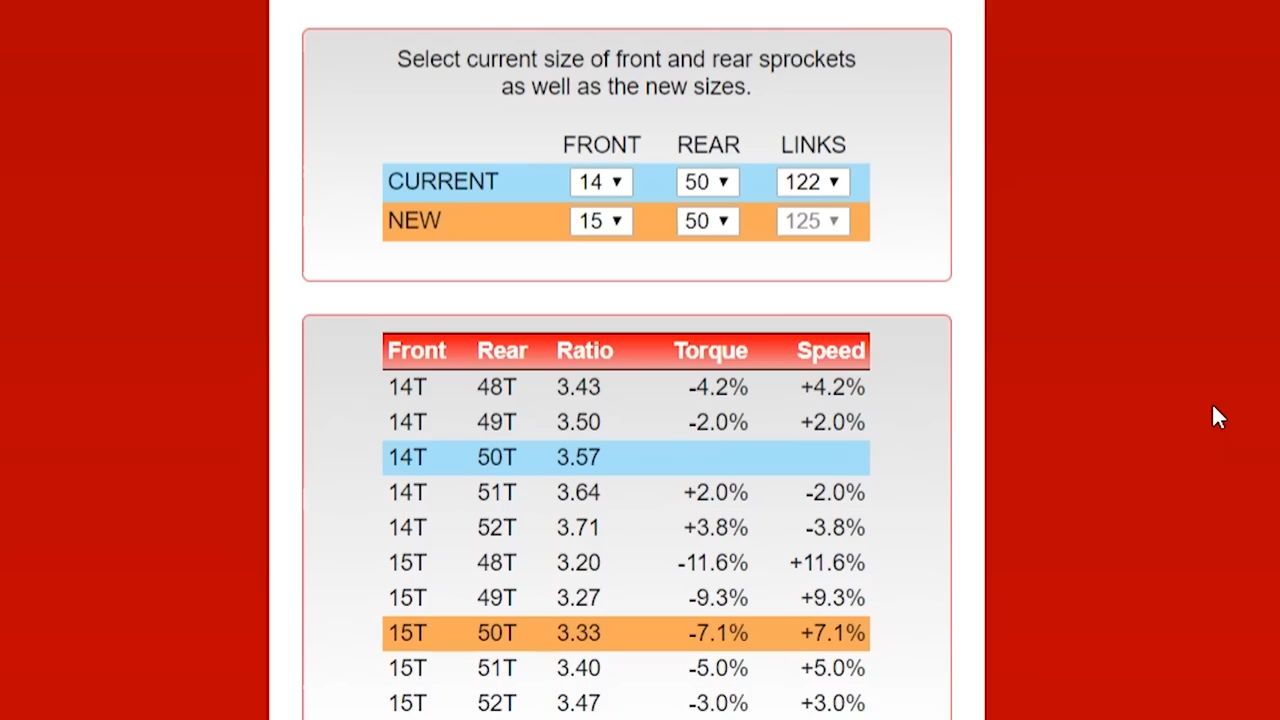 Select current size of front and rear sprockets
as well as the new sizes.
FRONT REAR LINKS
CURRENT 14 ▼ 50 ▼ 122 ▼
NEW 15 ▼ 50 ▼ 125 ▼
Front Rear Ratio Torque Speed
14T 48T 3.43 -4.2% +4.2%
14T 49T 3.50 -2.0% +2.0%
14T 50T 3.57
14T 51T 3.64 +2.0% -2.0%
14T 52T 3.71 +3.8% -3.8%
15T 48T 3.20 -11.6% +11.6%
15T 49T 3.27 -9.3% +9.3%
15T 50T 3.33 -7.1% +7.1%
15T 51T 3.40 -5.0% +5.0%
15T 52T 3.47 -3.0% +3.0%